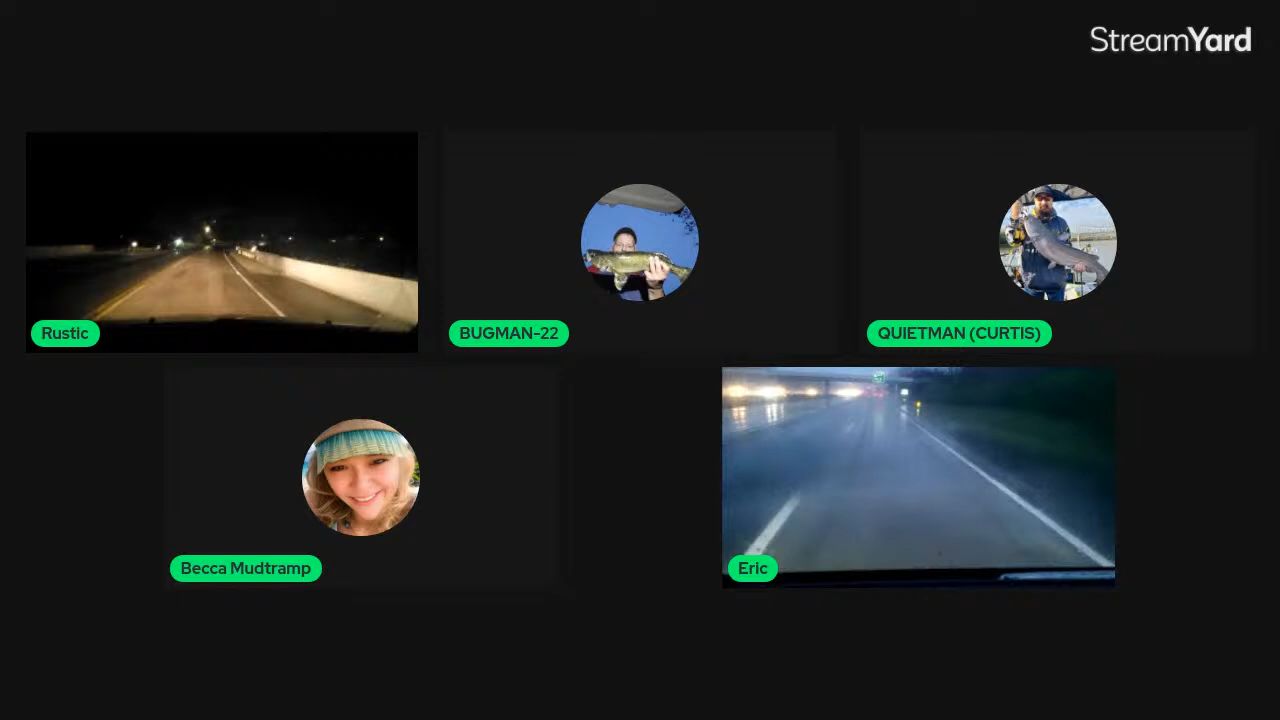 StreamYard
Rustic
BUGMAN-22
QUIETMAN (CURTIS)
Becca Mudtramp
Eric